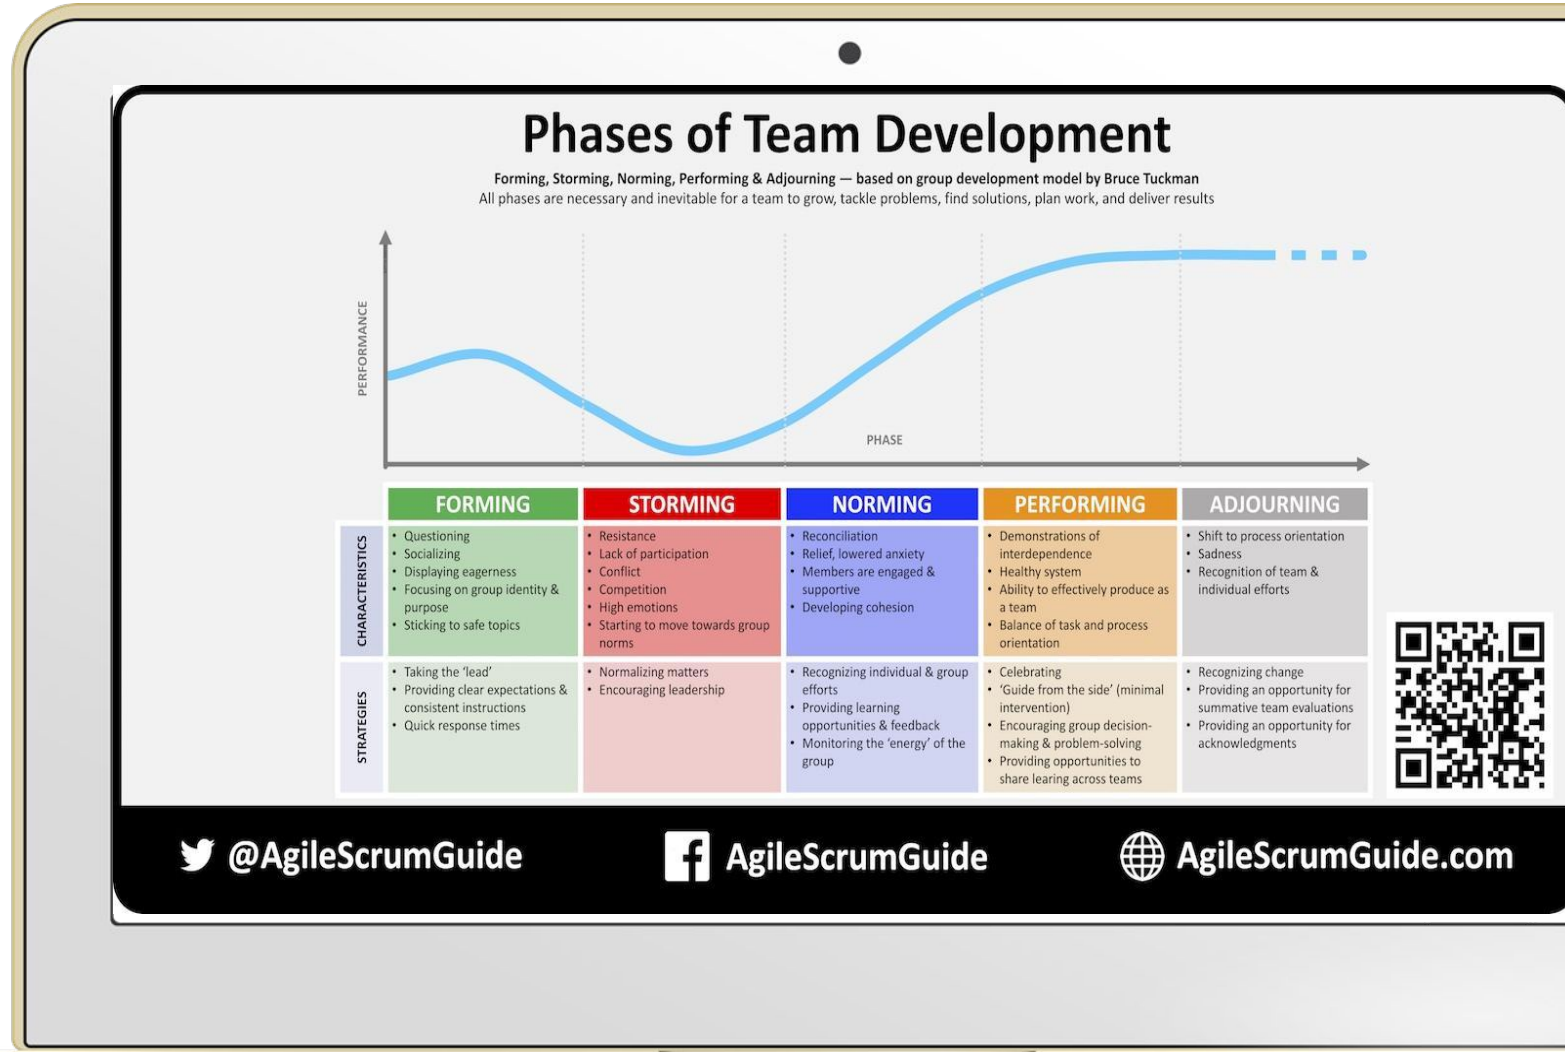 Phases of Team Development
Forming, Storming, Norming, Performing & Adjourning — based on group development model by Bruce Tuckman
All phases are necessary and inevitable for a team to grow, tackle problems, find solutions, plan work, and deliver results
PERFORMANCE
PHASE
FORMING
STORMING
NORMING
PERFORMING
ADJOURNING
CHARACTERISTICS
• Questioning
• Socializing
• Displaying eagerness
• Focusing on group identity &
purpose
• Sticking to safe topics
• Resistance
• Lack of participation
• Conflict
• Competition
• High emotions
• Starting to move towards group
norms
• Reconciliation
• Relief, lowered anxiety
• Members are engaged &
supportive
• Developing cohesion
• Demonstrations of
interdependence
• Healthy system
• Ability to effectively produce as
a team
• Balance of task and process
orientation
• Shift to process orientation
• Sadness
• Recognition of team &
individual efforts
STRATEGIES
• Taking the ‘lead’
• Providing clear expectations &
consistent instructions
• Quick response times
• Normalizing matters
• Encouraging leadership
• Recognizing individual & group
efforts
• Providing learning
opportunities & feedback
• Monitoring the ‘energy’ of the
group
• Celebrating
• ‘Guide from the side’ (minimal
intervention)
• Encouraging group decision-
making & problem-solving
• Providing opportunities to
share learing across teams
• Recognizing change
• Providing an opportunity for
summative team evaluations
• Providing an opportunity for
acknowledgments
@AgileScrumGuide
AgileScrumGuide
AgileScrumGuide.com